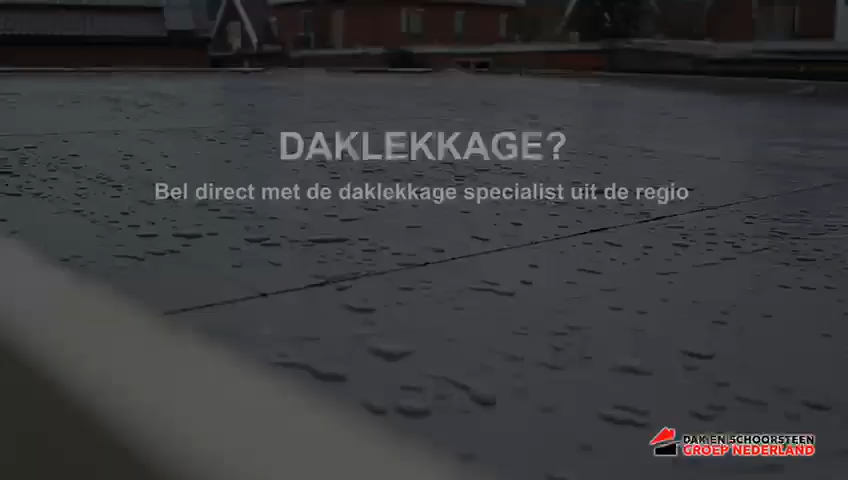 DAKLEKKAGE?
Bel direct met de daklekkage specialist uit de regio
DAK EN SCHOORSTEEN
GROEP NEDERLAND